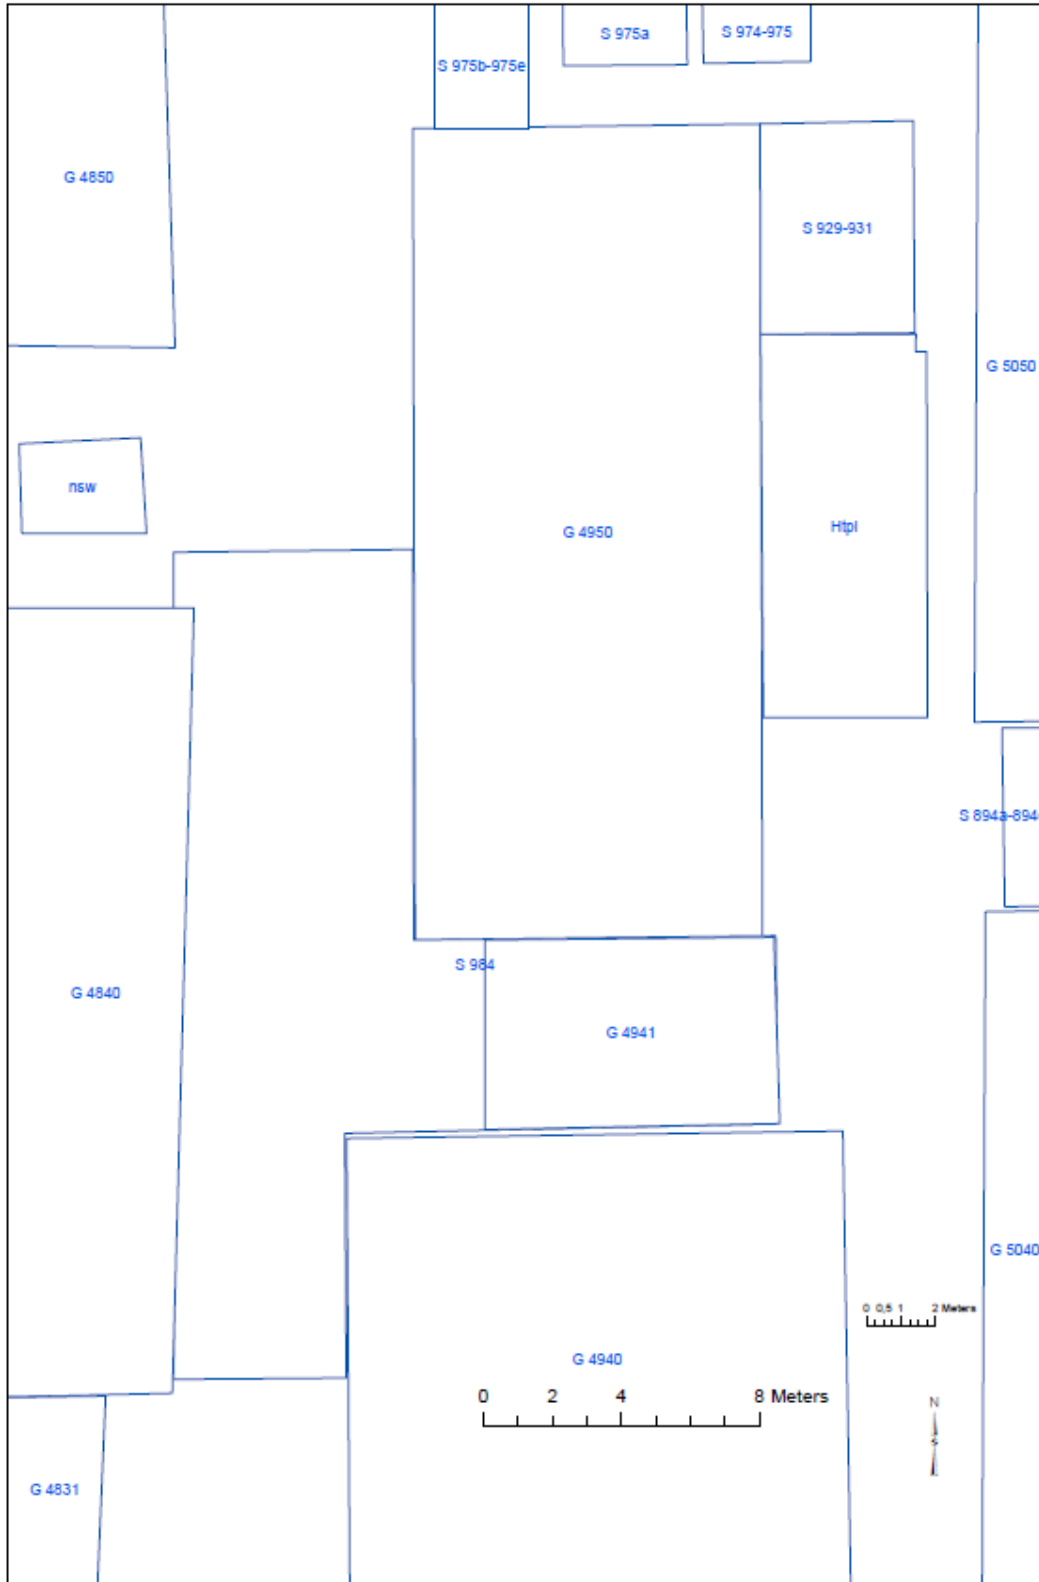 S 975a
S 974-975
S 975b-975e
G 4850
S 929-931
G 5050
nsw
G 4950
Htpl
S 894a-894
S 984
G 4840
G 4941
G 5040
0 0,5 1 2 Meters
G 4940
0 2 4 8 Meters
N
S
G 4831